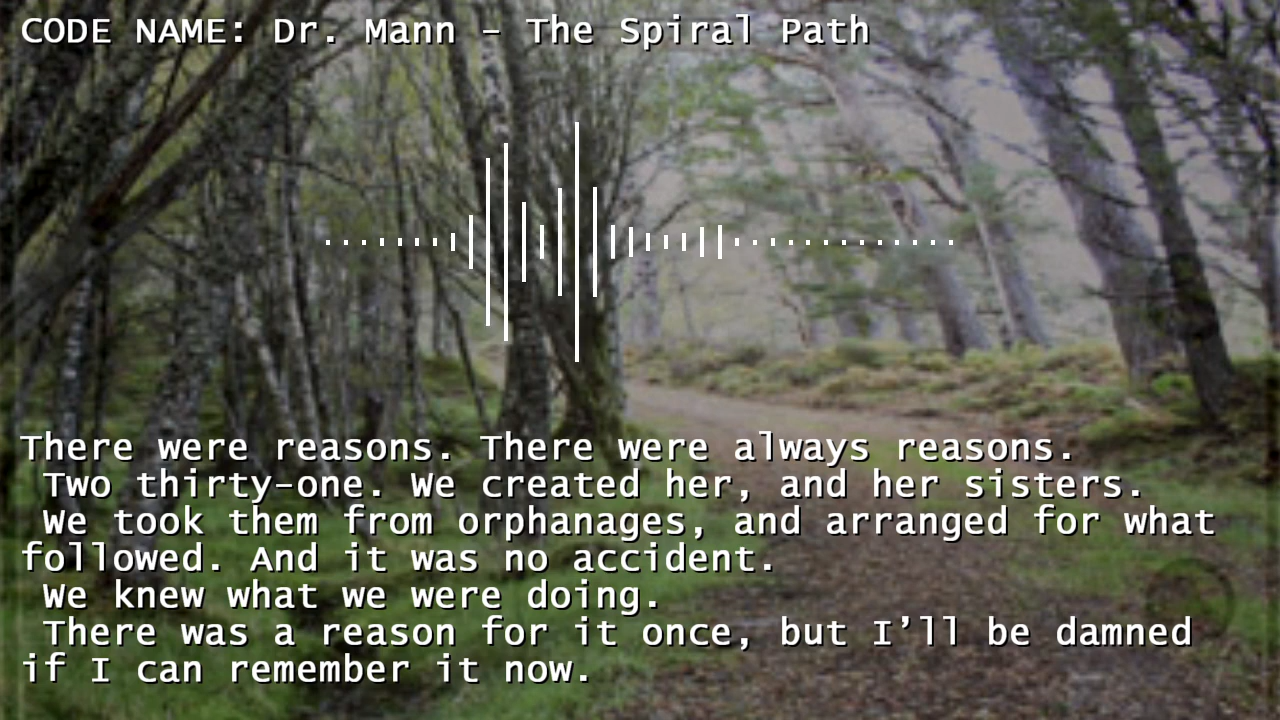 CODE NAME: Dr. Mann – The Spiral Path
There were reasons. There were always reasons.
Two thirty-one. We created her, and her sisters.
We took them from orphanages, and arranged for what
followed. And it was no accident.
We knew what we were doing.
There was a reason for it once, but I’ll be damned
if I can remember it now.